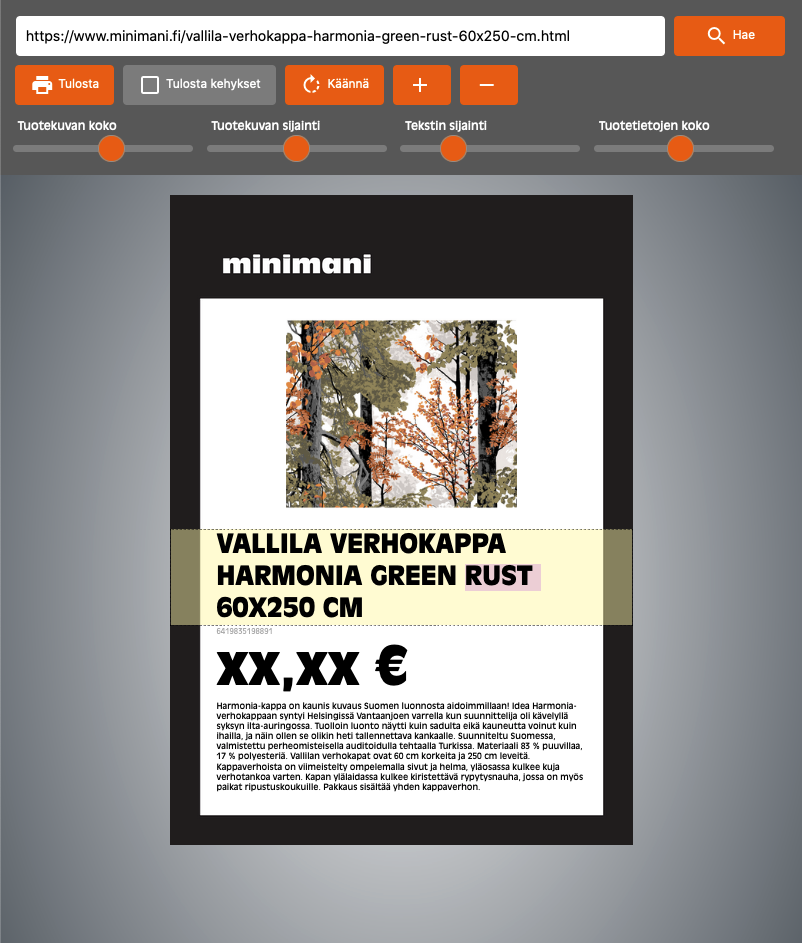 https://www.minimani.fi/vallila-verhokappa-harmonia-green-rust-60x250-cm.html
Hae
Tulosta
Tulosta kehykset
Käännä
Tuotekuvan koko
Tuotekuvan sijainti
Tekstin sijainti
Tuotetietojen koko
minimani
VALLILA VERHOKAPPA
HARMONIA GREEN RUST
60X250 CM
6419835198891
XX,XX €
Harmonia-kappa on kaunis kuvaus Suomen luonnosta aidoimmillaan! Idea Harmonia-
verhokappaan syntyi Helsingissä Vantaanjoen varrella kun suunnittelija oli kävelyllä
syksyn ilta-auringossa. Tuolloin luonto näytti kuin sadulta eikä kauneutta voinut kuin
ihailla, ja näin ollen se olikin heti tallennettava kankaalle. Suunniteltu Suomessa,
valmistettu perheomisteisella auditoidulla tehtaalla Turkissa. Materiaali 83 % puuvillaa,
17 % polyesteriä. Vallilan verhokapat ovat 60 cm korkeita ja 250 cm leveitä.
Kappaverhoista on viimeistelty ompelemalla sivut ja helma, yläosassa kulkee kuja
verhotankoa varten. Kapan ylälaidassa kulkee kiristettävä rypytysnauha, jossa on myös
paikat ripustuskoukuille. Pakkaus sisältää yhden kappaverhon.